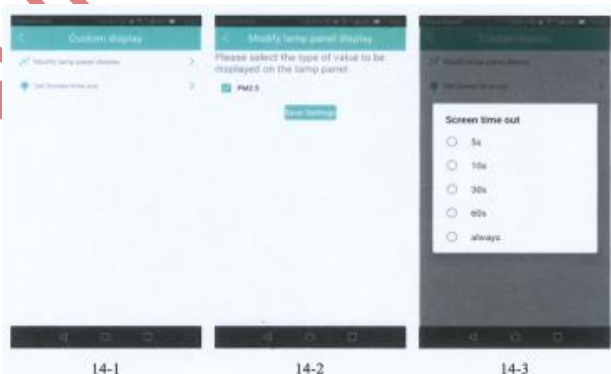 Custom display
Modify lamp panel display
Set Screen time out
Modify lamp panel display
Please select the type of value to be
displayed on the lamp panel
PM2.5
Save Settings
Custom display
Modify lamp panel display
Set Screen time out
Screen time out
5s
10s
30s
60s
always
14-1
14-2
14-3